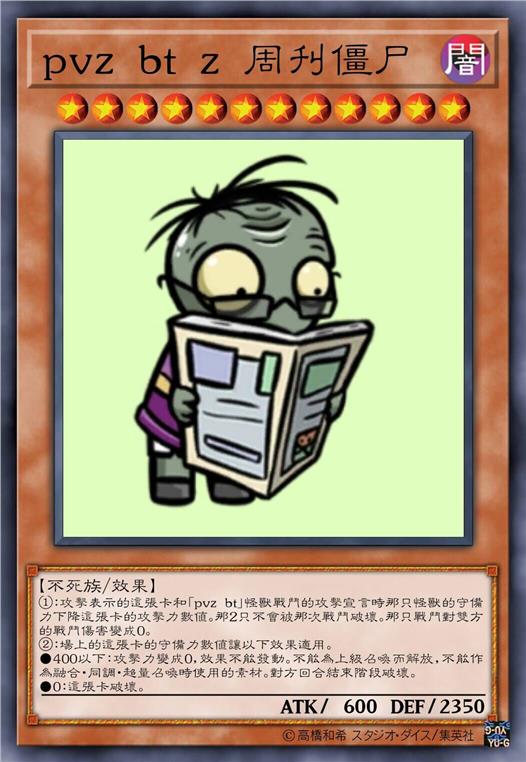 pvz bt z 周刊僵尸
闇
【不死族/效果】
①:攻擊表示的這張卡和「pvz bt」怪獸戰鬥的攻擊宣言時那只怪獸的守備
力下降這張卡的攻擊力數值。那2只不會被那次戰鬥破壞。那只戰鬥對雙方
的戰鬥傷害變成0。
②:場上的這張卡的守備力數值讓以下效果適用。
●400以下:攻擊力變成0,效果不能發動。不能為上級召喚而解放,不能作
為融合·同調·超量召喚時使用的素材。對方回合結束階段破壞。
●0:這張卡破壞。
ATK/ 600 DEF/2350
©高橋和希 スタジオ・ダイス/集英社
YU-G